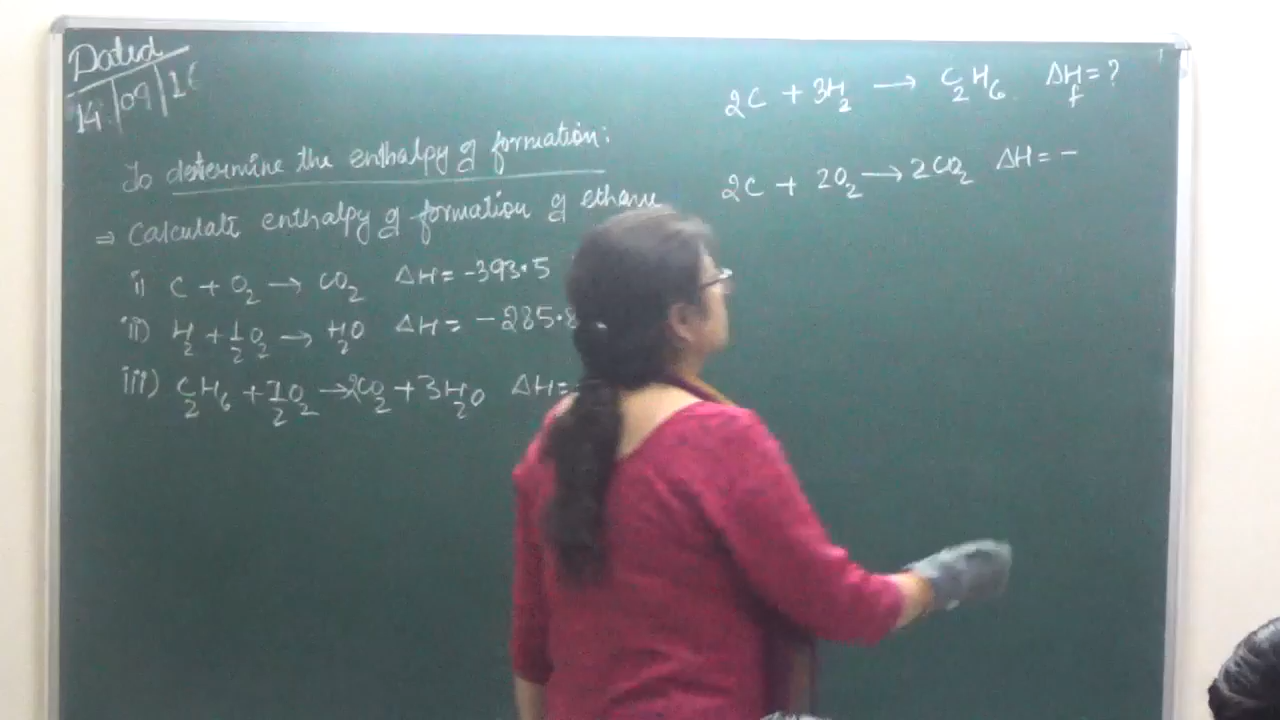 Dated
14/09/16
To determine the enthalpy of formation:
⇒ Calculate enthalpy of formation of ethane
i) C + O₂ → CO₂ ΔH = -393.5
ii) H₂ + 1/2 O₂ → H₂O ΔH = -285.8
iii) C₂H₆ + 7/2 O₂ → 2CO₂ + 3H₂O ΔH =
2C + 3H₂ → C₂H₆ ΔHf = ?
2C + 2O₂ → 2CO₂ ΔH = -